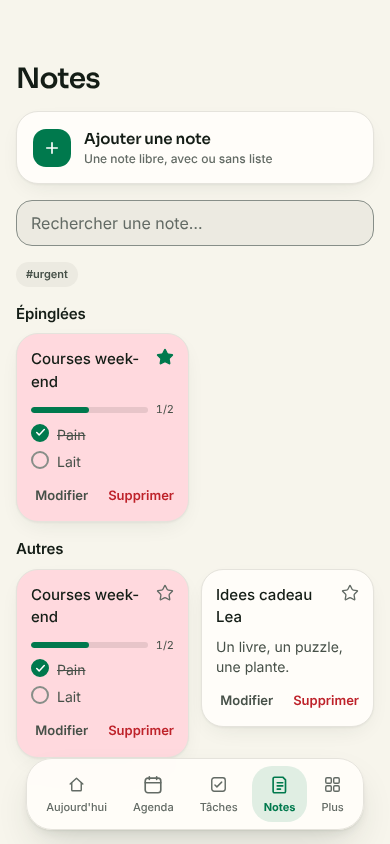 Notes
Ajouter une note
Une note libre, avec ou sans liste
Rechercher une note...
#urgent
Épinglées
Courses week-
end
1/2
Pain
Lait
Modifier Supprimer
Autres
Courses week-
end
1/2
Pain
Lait
Modifier Supprimer
Idees cadeau
Lea
Un livre, un puzzle,
une plante.
Modifier Supprimer
Aujourd'hui Agenda Tâches Notes Plus